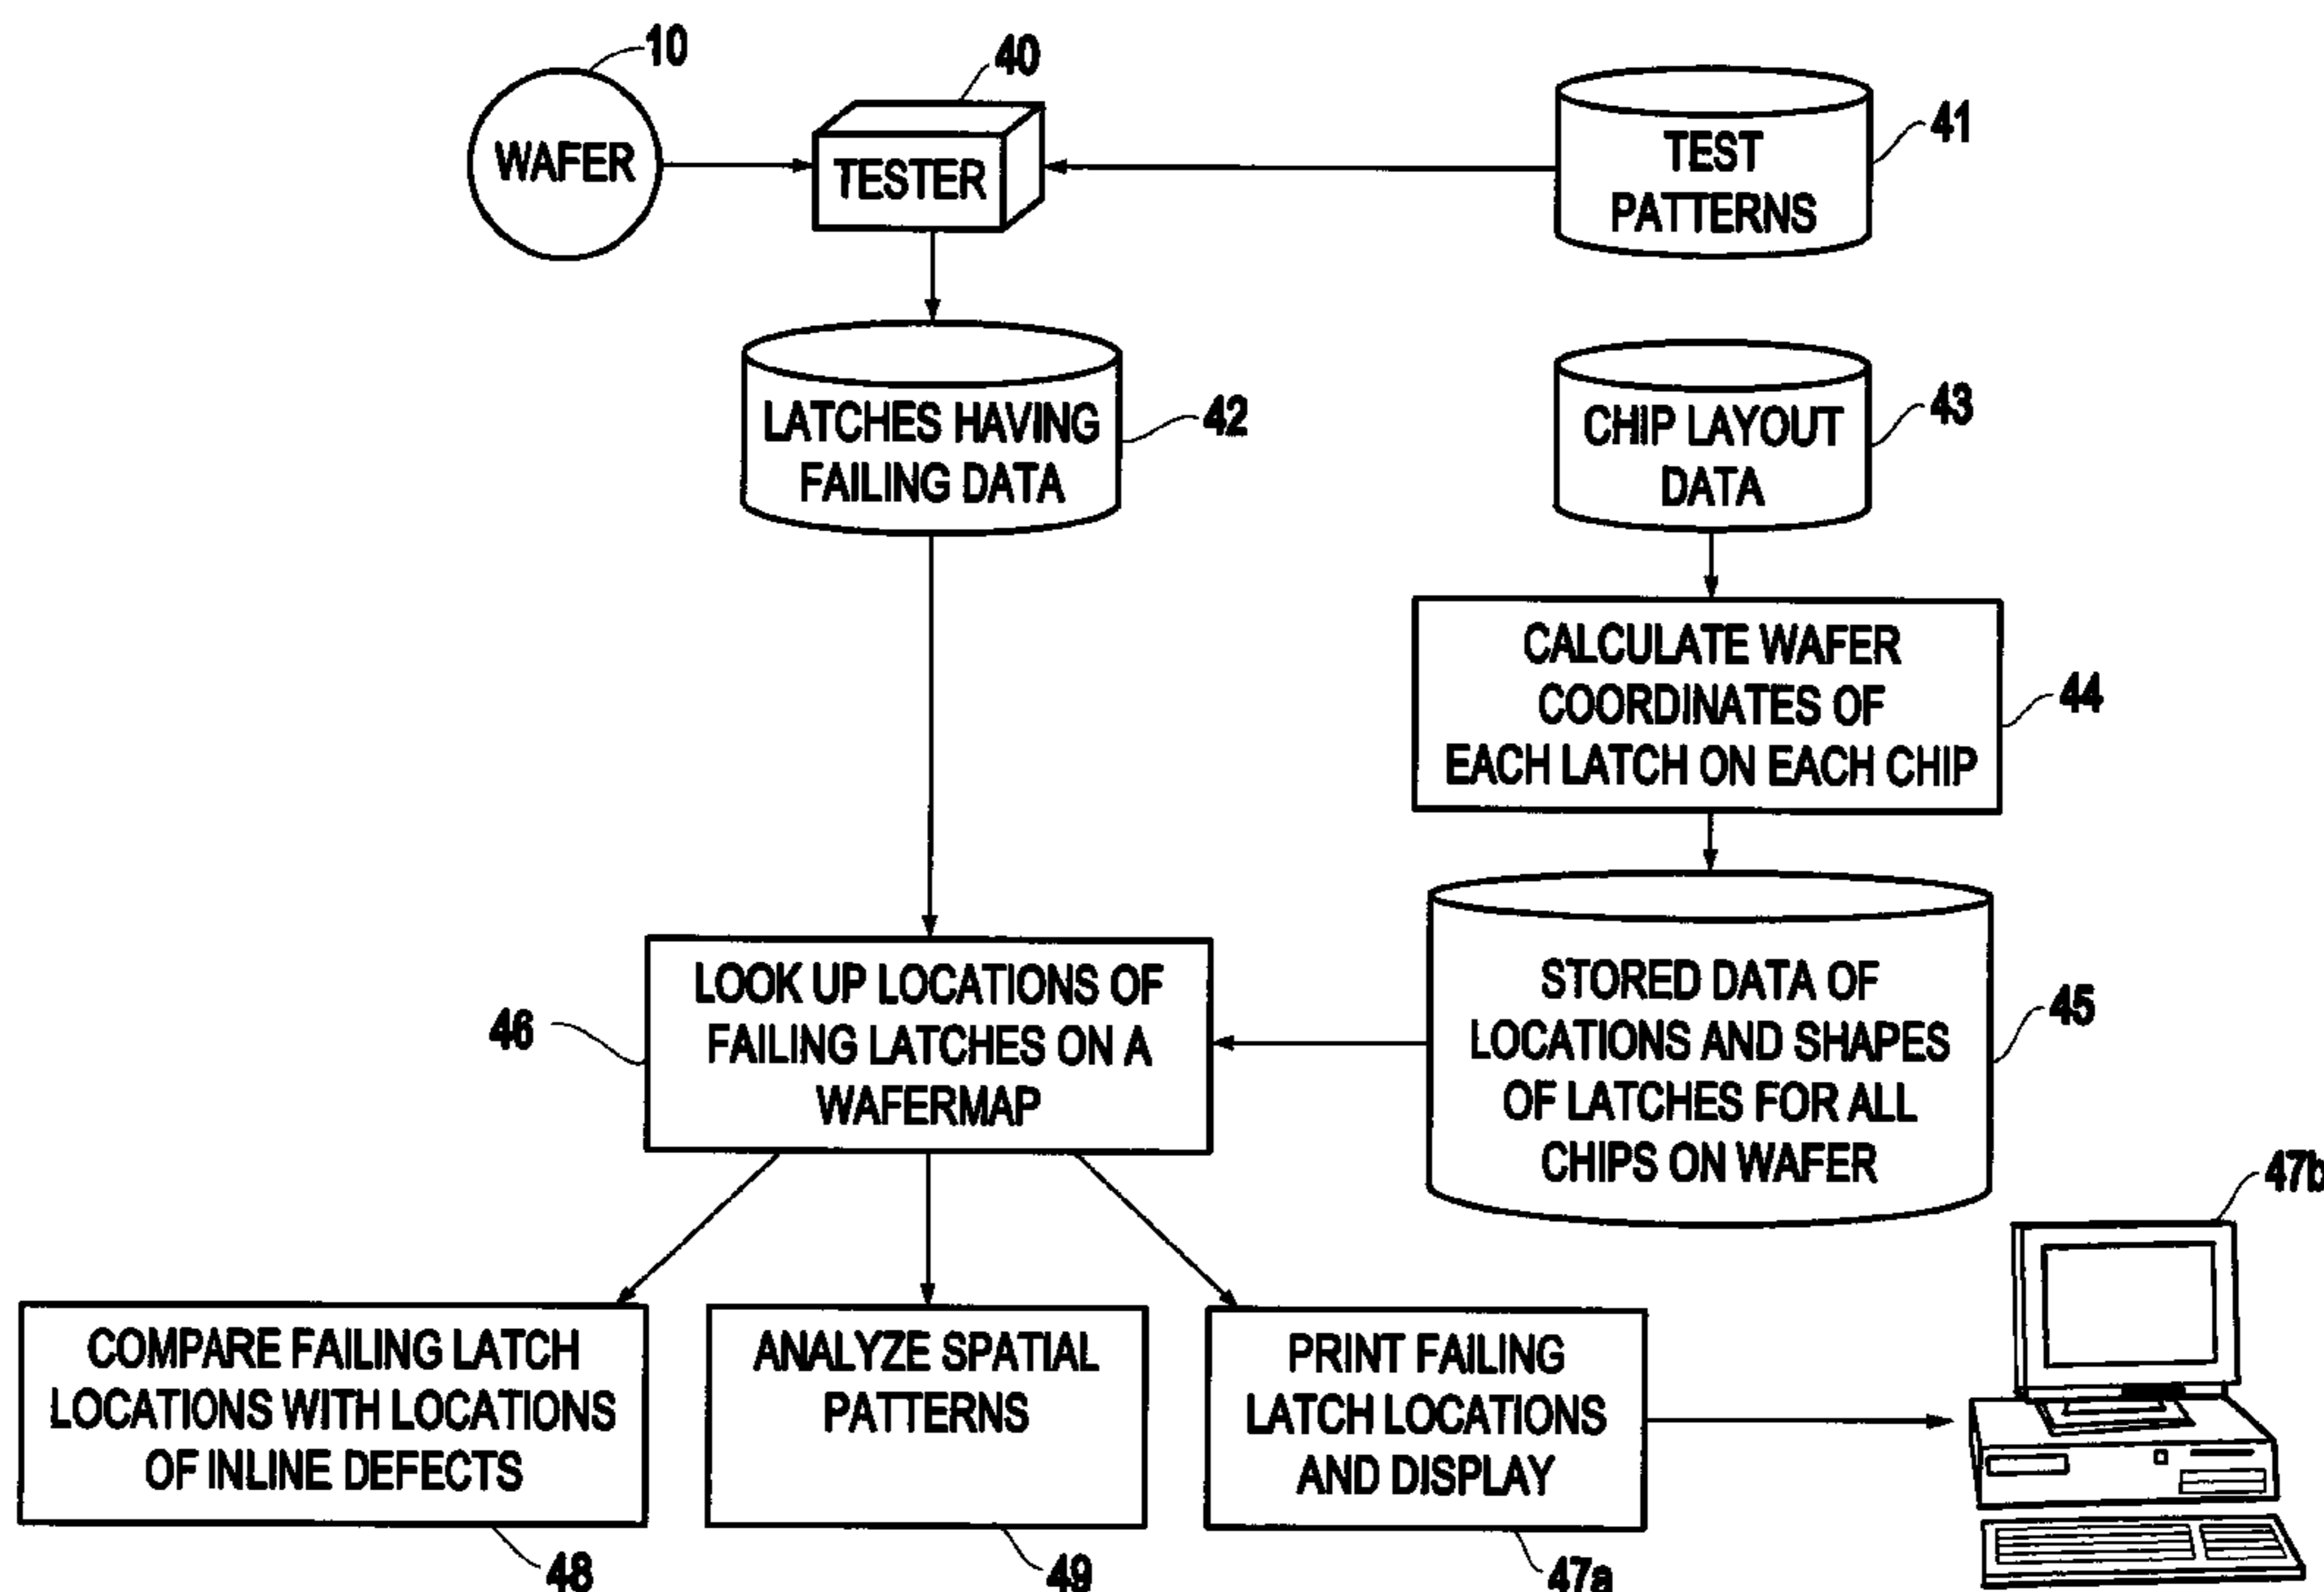 10
WAFER
40
TESTER
TEST
PATTERNS
41
LATCHES HAVING
FAILING DATA
42
CHIP LAYOUT
DATA
43
CALCULATE WAFER
COORDINATES OF
EACH LATCH ON EACH CHIP
44
LOOK UP LOCATIONS OF
FAILING LATCHES ON A
WAFERMAP
46
STORED DATA OF
LOCATIONS AND SHAPES
OF LATCHES FOR ALL
CHIPS ON WAFER
45
47b
COMPARE FAILING LATCH
LOCATIONS WITH LOCATIONS
OF INLINE DEFECTS
48
ANALYZE SPATIAL
PATTERNS
49
PRINT FAILING
LATCH LOCATIONS
AND DISPLAY
47a